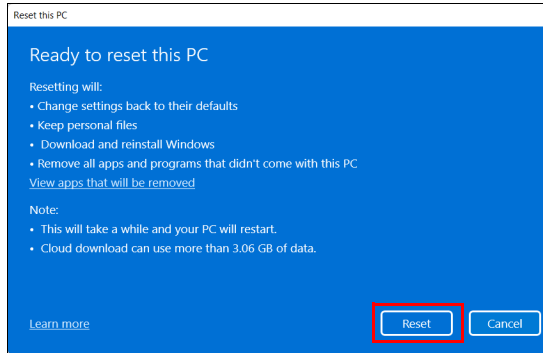 Reset this PC
Ready to reset this PC
Resetting will:
• Change settings back to their defaults
• Keep personal files
• Download and reinstall Windows
• Remove all apps and programs that didn't come with this PC
View apps that will be removed
Note:
• This will take a while and your PC will restart.
• Cloud download can use more than 3.06 GB of data.
Learn more
Reset
Cancel